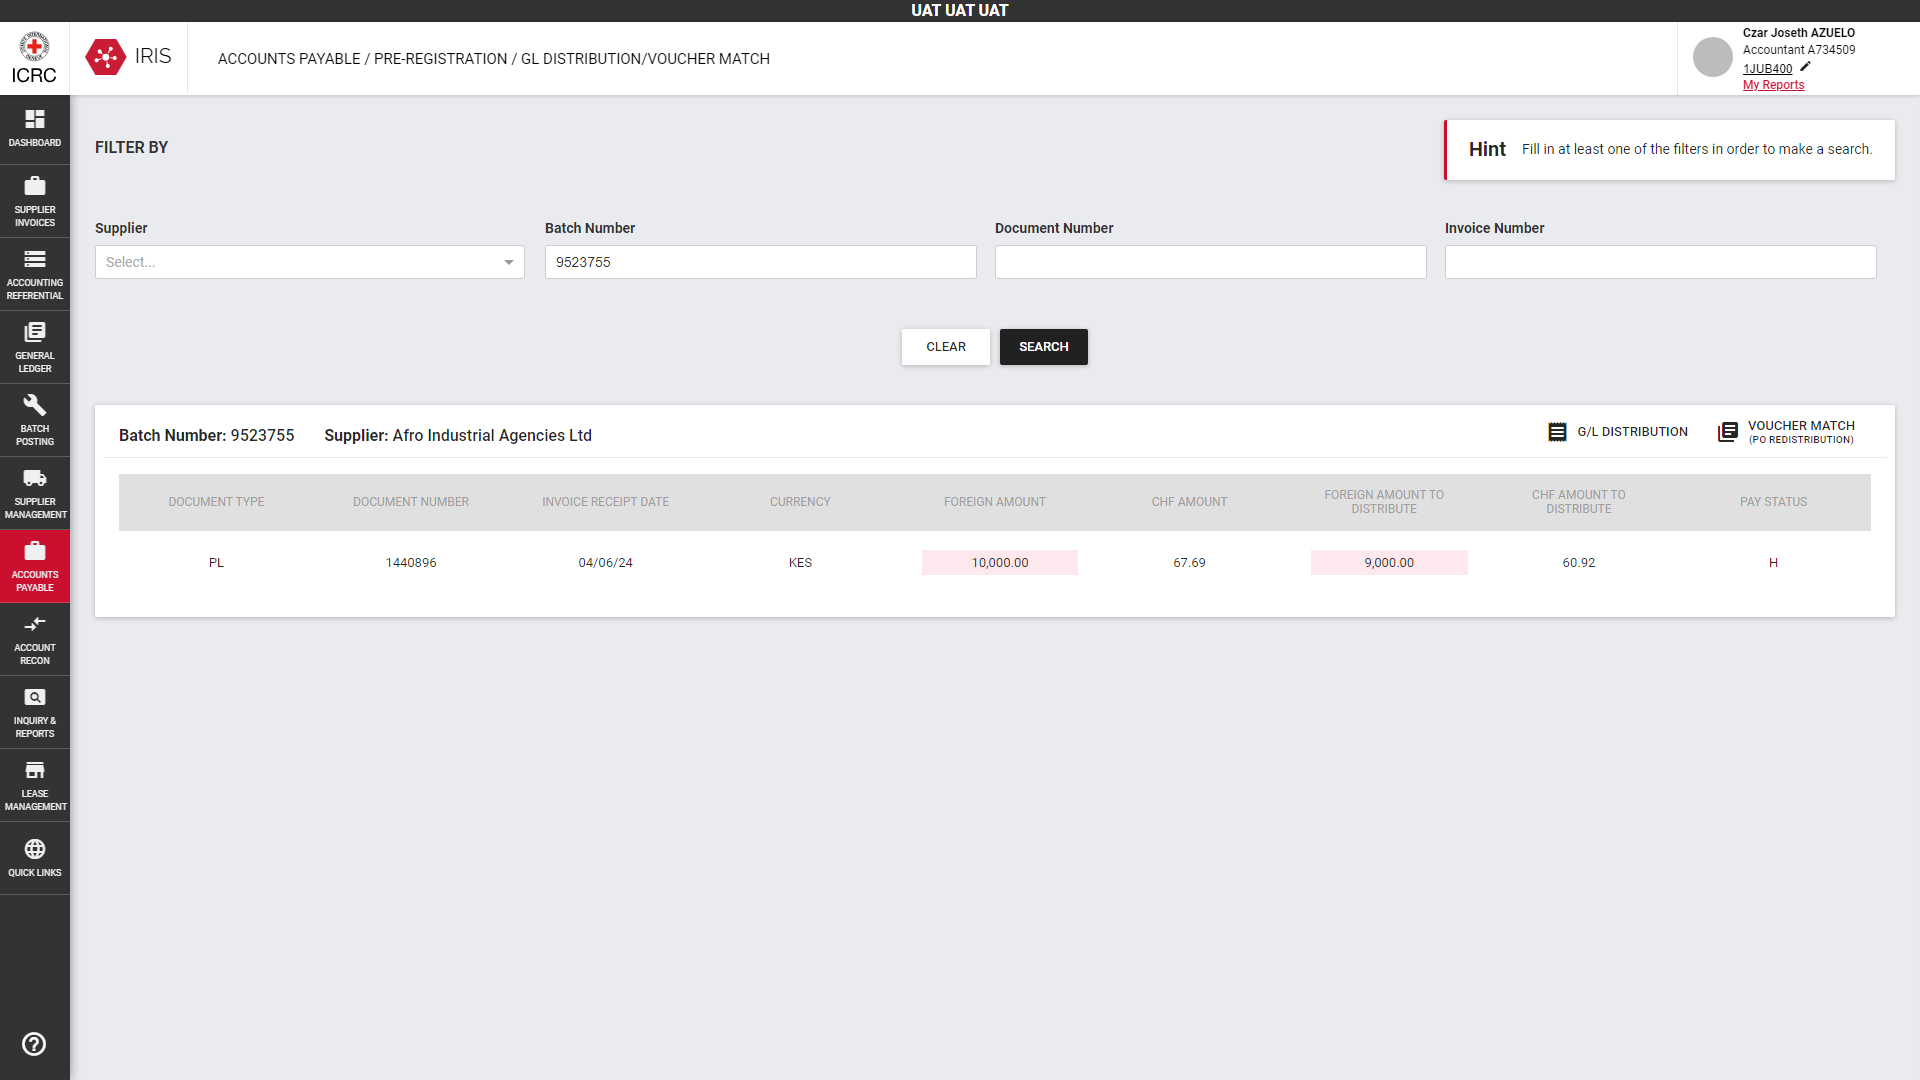 UAT UAT UAT
ICRC
IRIS
ACCOUNTS PAYABLE / PRE-REGISTRATION / GL DISTRIBUTION/VOUCHER MATCH
Czar Joseth AZUELO
Accountant A734509
1JUB400
My Reports
DASHBOARD
SUPPLIER
INVOICES
ACCOUNTING
REFERENTIAL
GENERAL
LEDGER
BATCH
POSTING
SUPPLIER
MANAGEMENT
ACCOUNTS
PAYABLE
ACCOUNT
RECON
INQUIRY &
REPORTS
LEASE
MANAGEMENT
QUICK LINKS
FILTER BY
Hint Fill in at least one of the filters in order to make a search.
Supplier Batch Number Document Number Invoice Number
Select... 9523755
CLEAR SEARCH
Batch Number: 9523755 Supplier: Afro Industrial Agencies Ltd
G/L DISTRIBUTION
VOUCHER MATCH
(PO REDISTRIBUTION)
DOCUMENT TYPE DOCUMENT NUMBER INVOICE RECEIPT DATE CURRENCY FOREIGN AMOUNT CHF AMOUNT FOREIGN AMOUNT TO DISTRIBUTE CHF AMOUNT TO DISTRIBUTE PAY STATUS
PL 1440896 04/06/24 KES 10,000.00 67.69 9,000.00 60.92 H